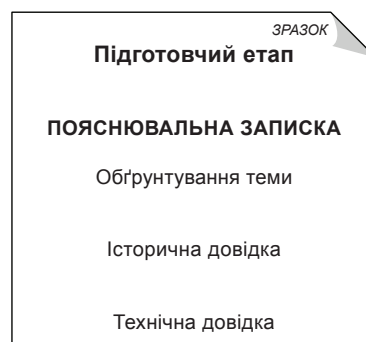 ЗРАЗОК
Підготовчий етап
ПОЯСНЮВАЛЬНА ЗАПИСКА
Обґрунтування теми
Історична довідка
Технічна довідка